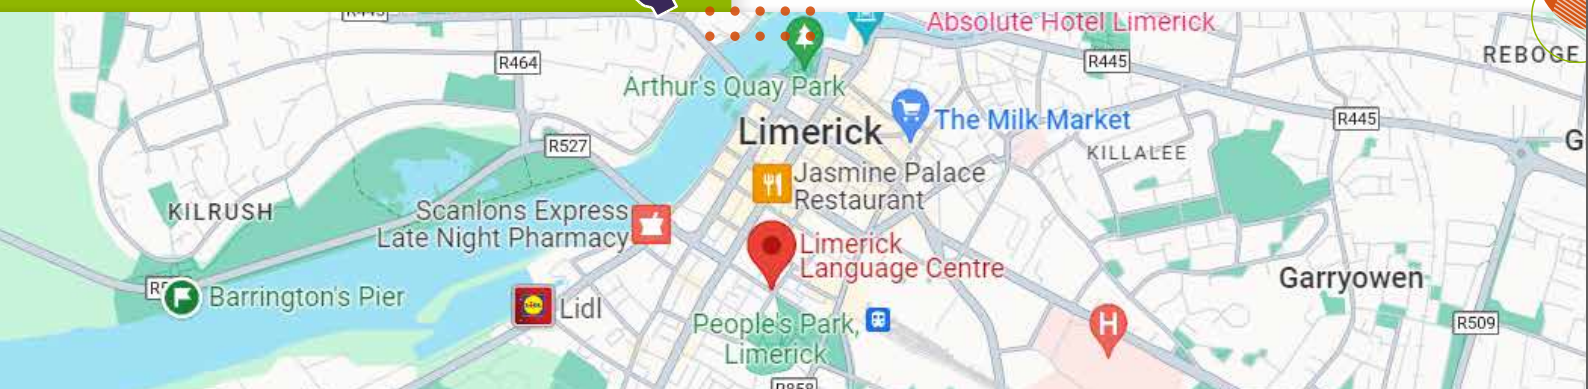 Absolute Hotel Limerick
REBOGE
R464
R445
Arthur's Quay Park
Limerick
The Milk Market
R445
R527
KILLALEE
Jasmine Palace
Restaurant
KILRUSH
Scanlons Express
Late Night Pharmacy
Limerick
Language Centre
Garryowen
Barrington's Pier
Lidl
People's Park,
Limerick
H
R509